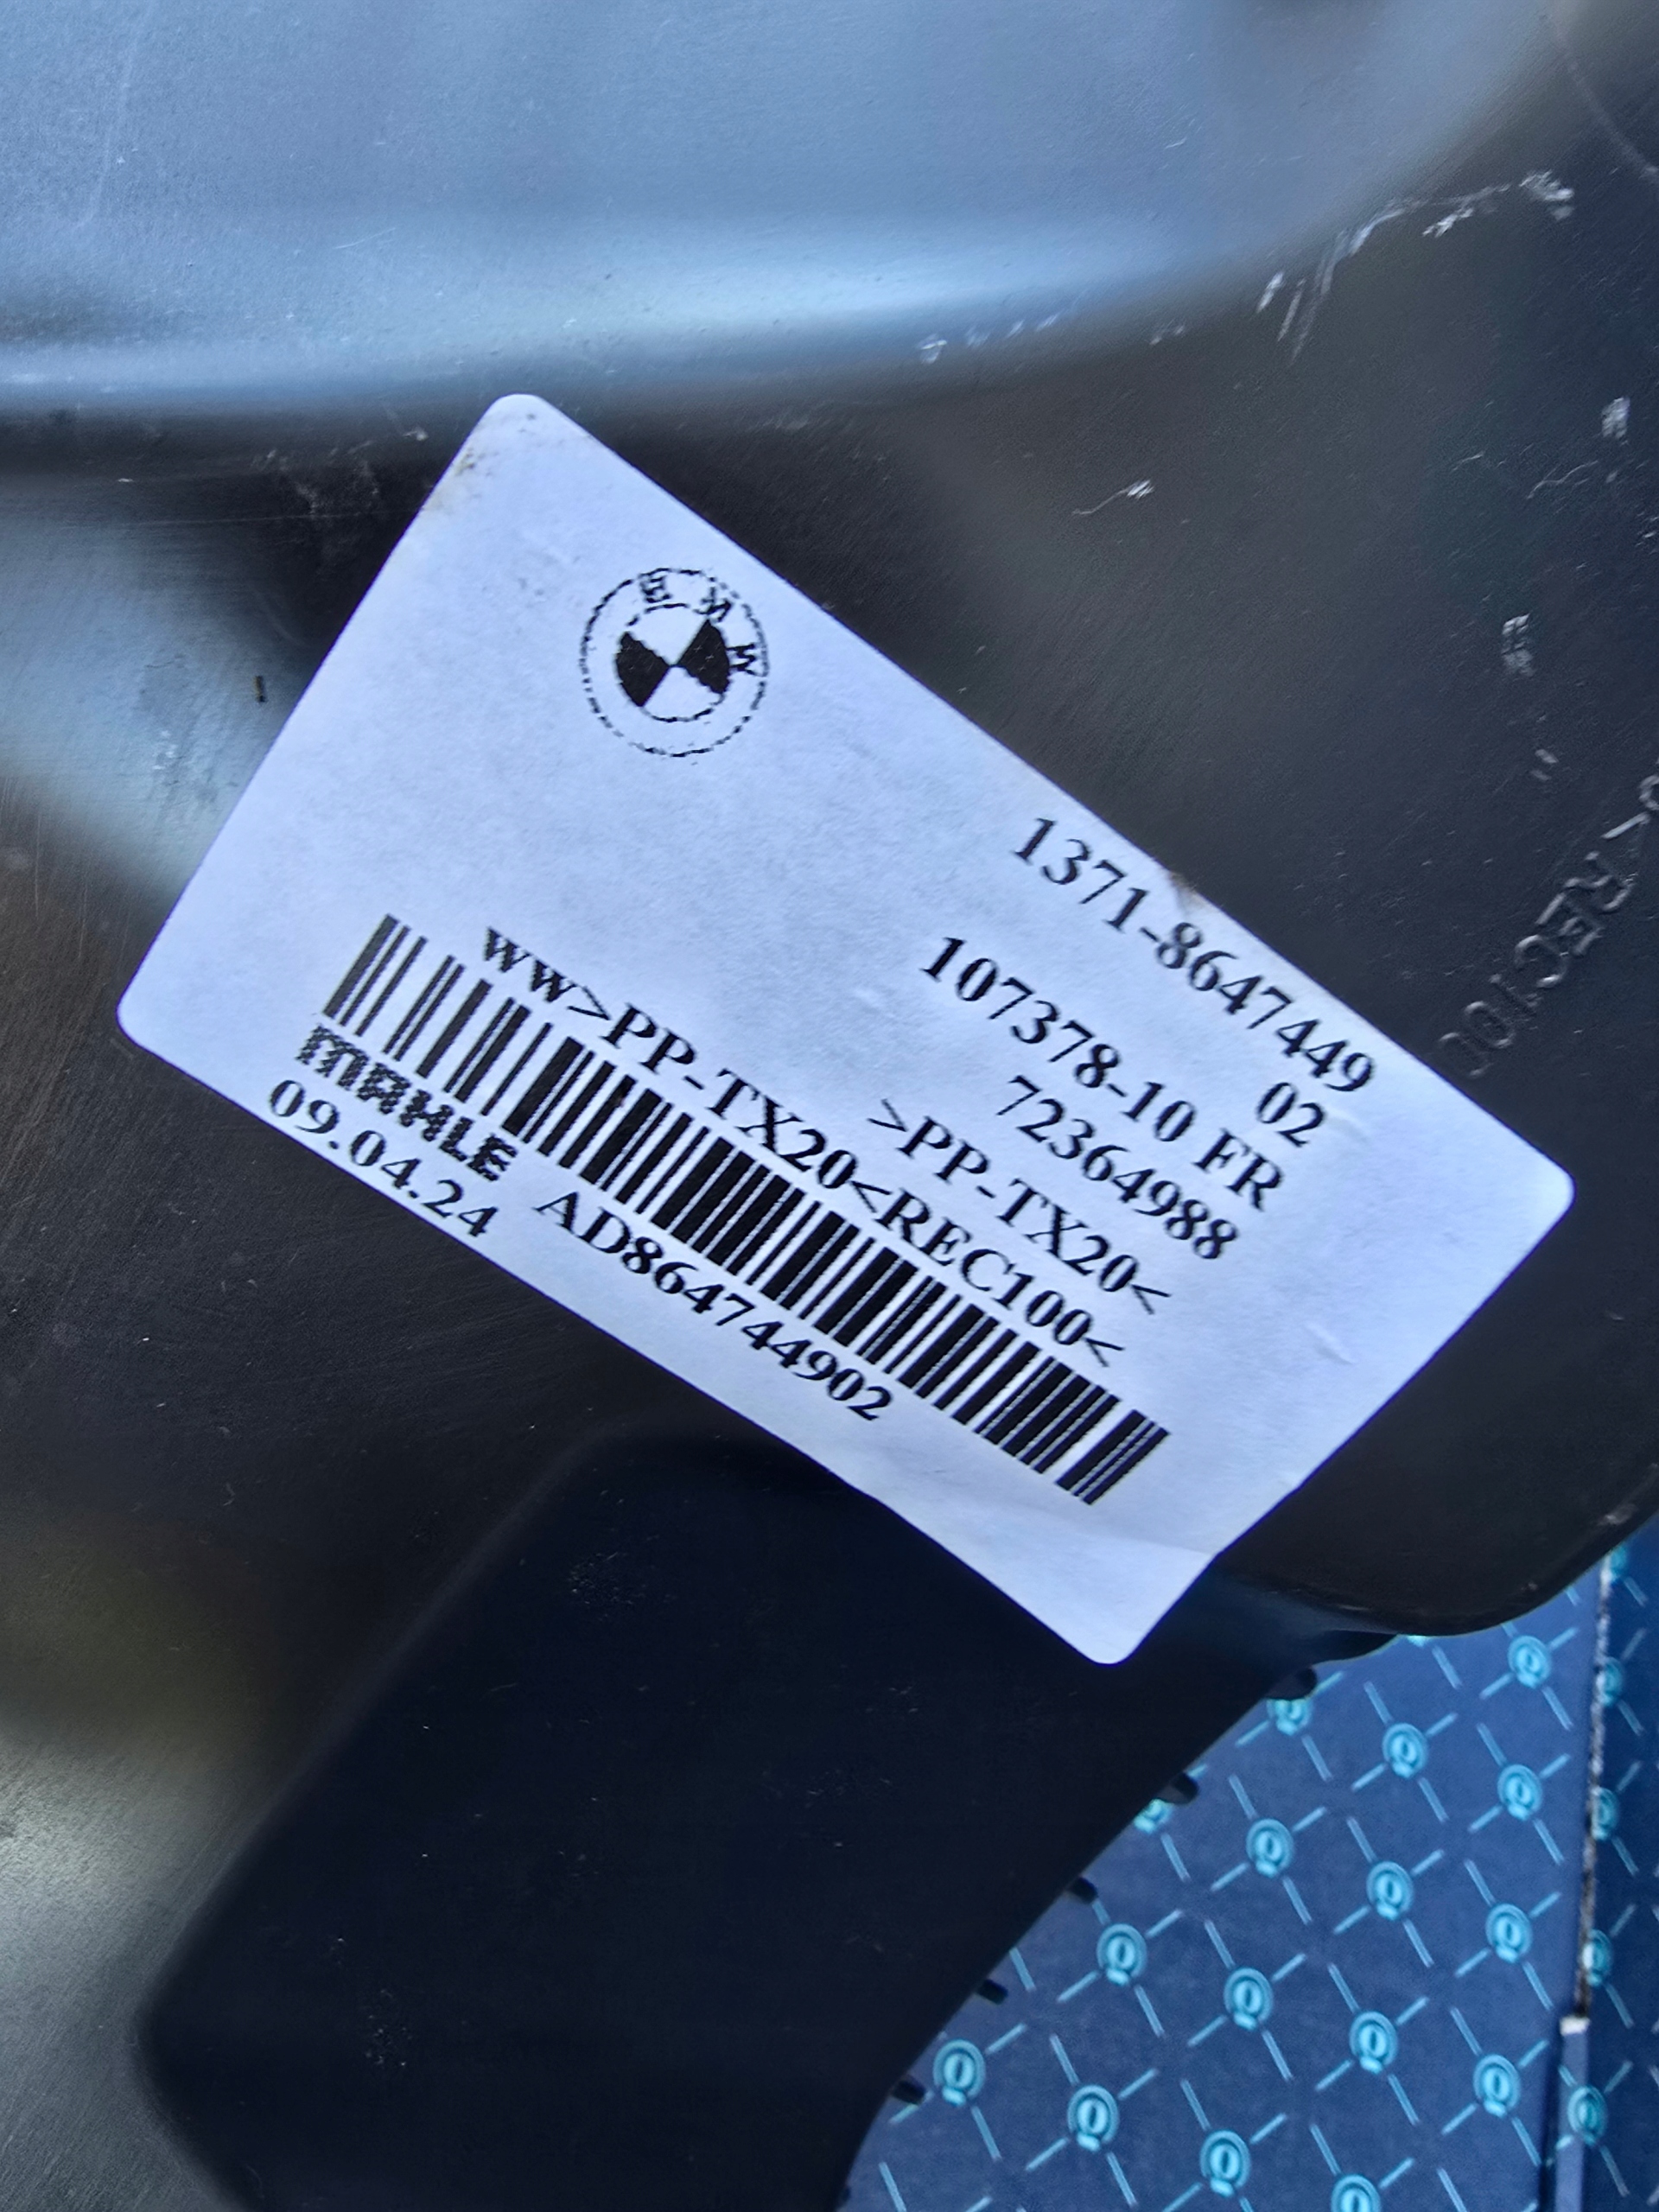 BMW
1371-8647449
02
107378-10 FR
72364988
>PP-TX20<
WW>PP-TX20<REC100<
MAHLE AD864744902
09.04.24
<REC100